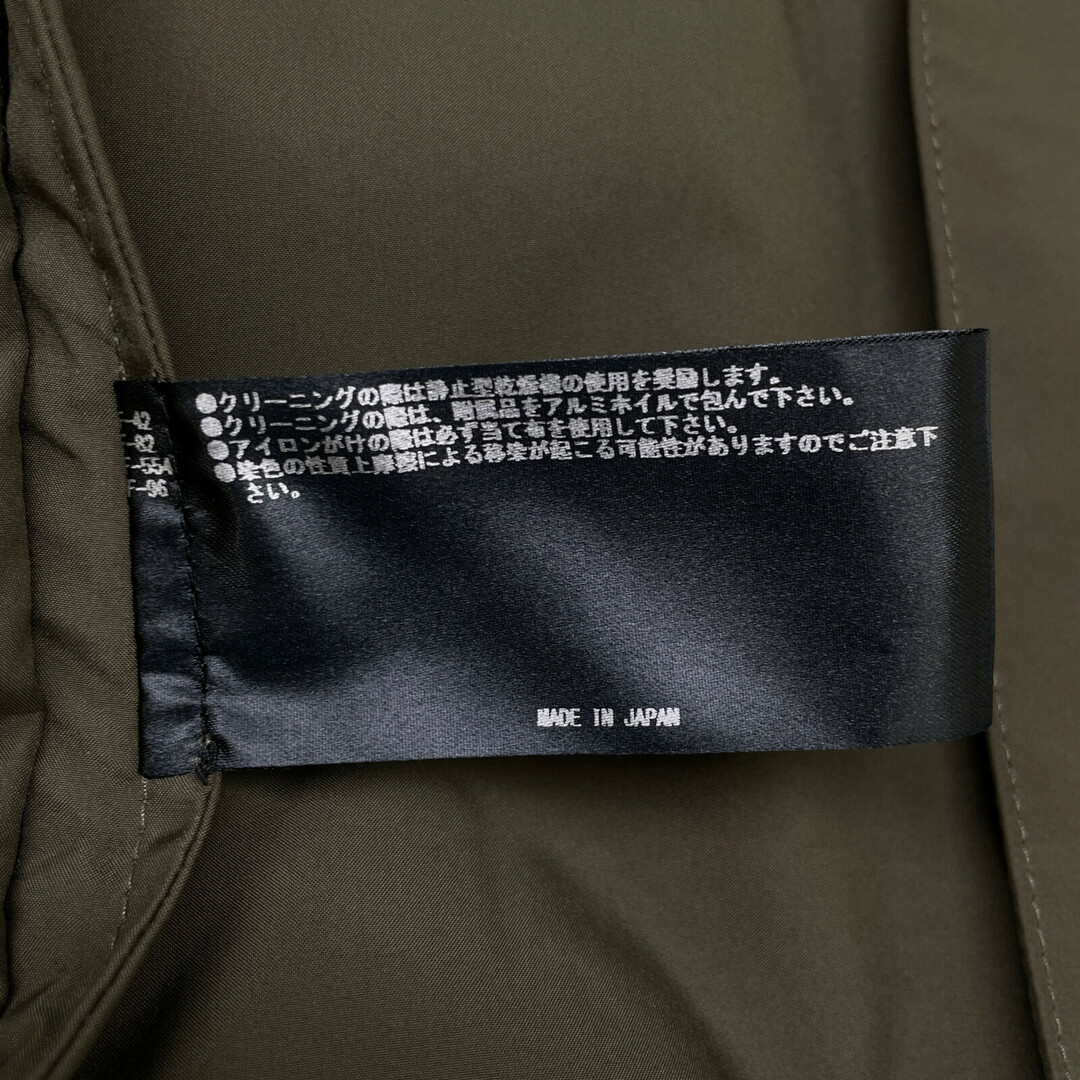 ●クリーニングの際は静止型乾燥機の使用を奨励します。
●クリーニングの際は、附属品をアルミホイルで包んで下さい。
●アイロンがけの際は必ず当て布を使用して下さい。
●染色の性質上摩擦による移染が起こる可能性がありますのでご注意下
さい。
MADE IN JAPAN